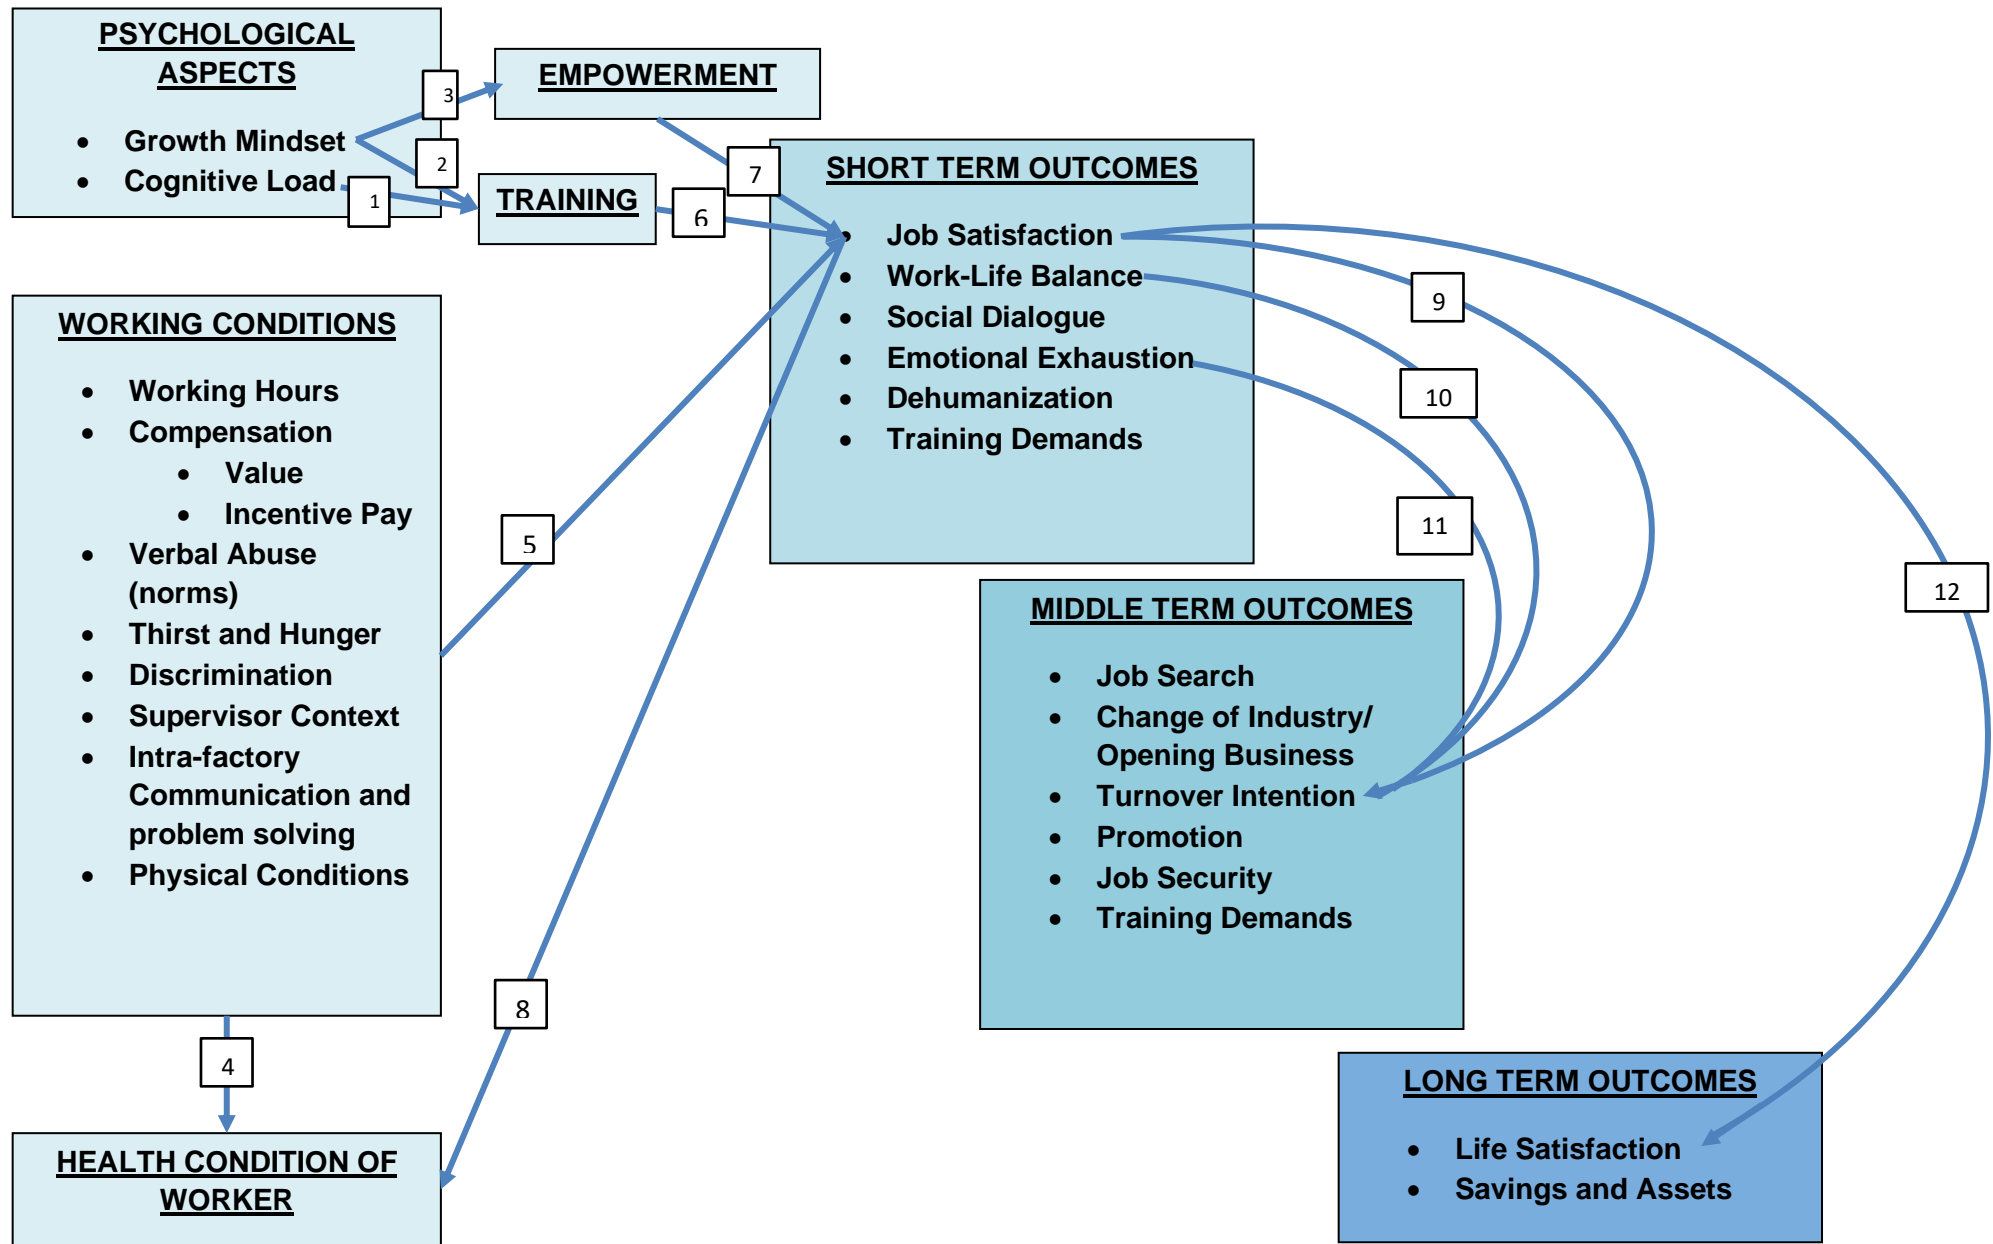 PSYCHOLOGICAL
ASPECTS
• Growth Mindset
• Cognitive Load
3
2
1
EMPOWERMENT
TRAINING
7
6
SHORT TERM OUTCOMES
• Job Satisfaction
• Work-Life Balance
• Social Dialogue
• Emotional Exhaustion
• Dehumanization
• Training Demands
WORKING CONDITIONS
• Working Hours
• Compensation
• Value
• Incentive Pay
• Verbal Abuse
(norms)
• Thirst and Hunger
• Discrimination
• Supervisor Context
• Intra-factory
Communication and
problem solving
• Physical Conditions
5
8
4
9
10
11
12
MIDDLE TERM OUTCOMES
• Job Search
• Change of Industry/
Opening Business
• Turnover Intention
• Promotion
• Job Security
• Training Demands
HEALTH CONDITION OF
WORKER
LONG TERM OUTCOMES
• Life Satisfaction
• Savings and Assets